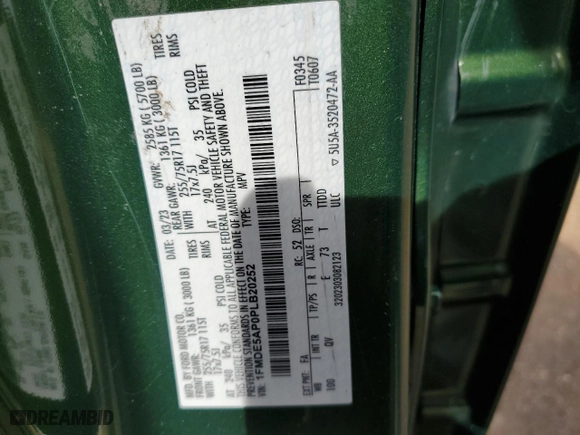 MFD. BY FORD MOTOR CO.
DATE: 03/23 GVWR: 2585 KG ( 5700 LB)
FRONT GAWR: 1361 KG ( 3000 LB) REAR GAWR: 1361 KG ( 3000 LB)
255/75R17 115T TIRES WITH 255/75R17 115T TIRES
17x7.5J RIMS 17x7.5J RIMS
AT 240 kPa/ 35 PSI COLD AT 240 kPa/ 35 PSI COLD
THIS VEHICLE CONFORMS TO ALL APPLICABLE FEDERAL MOTOR VEHICLE SAFETY AND THEFT
PREVENTION STANDARDS IN EFFECT ON THE DATE OF MANUFACTURE SHOWN ABOVE.
VIN: 1FMDE5AP0PLB20252 TYPE: MPV
F0345
T0607
EXT PNT: FA RC: 52 DSO:
WB INT TR TP/PS R AXLE TR SPR
100 QV E 73 T TTDD
3202303082123 ULC ▽ 5U5A-3520472-AA
DREAMBID